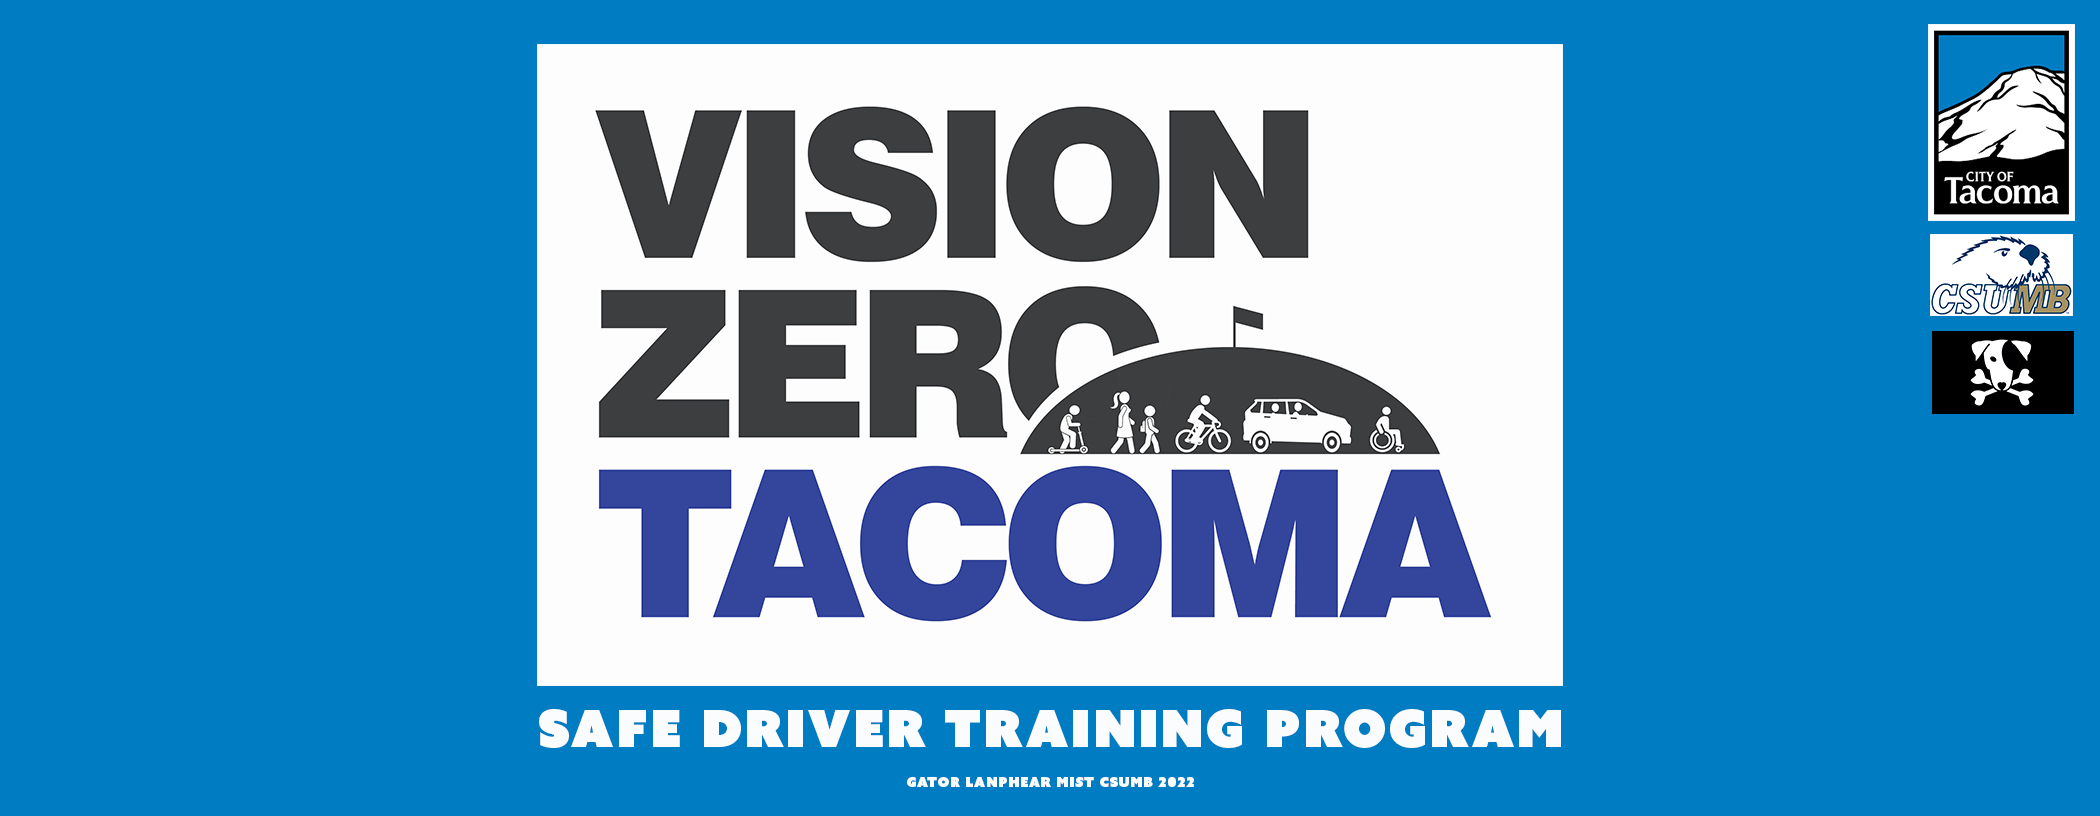 VISION
ZERO
TACOMA
SAFE DRIVER TRAINING PROGRAM
GATOR LANPHEAR MIST CSUMB 2022
CITY OF
Tacoma
CSUMB